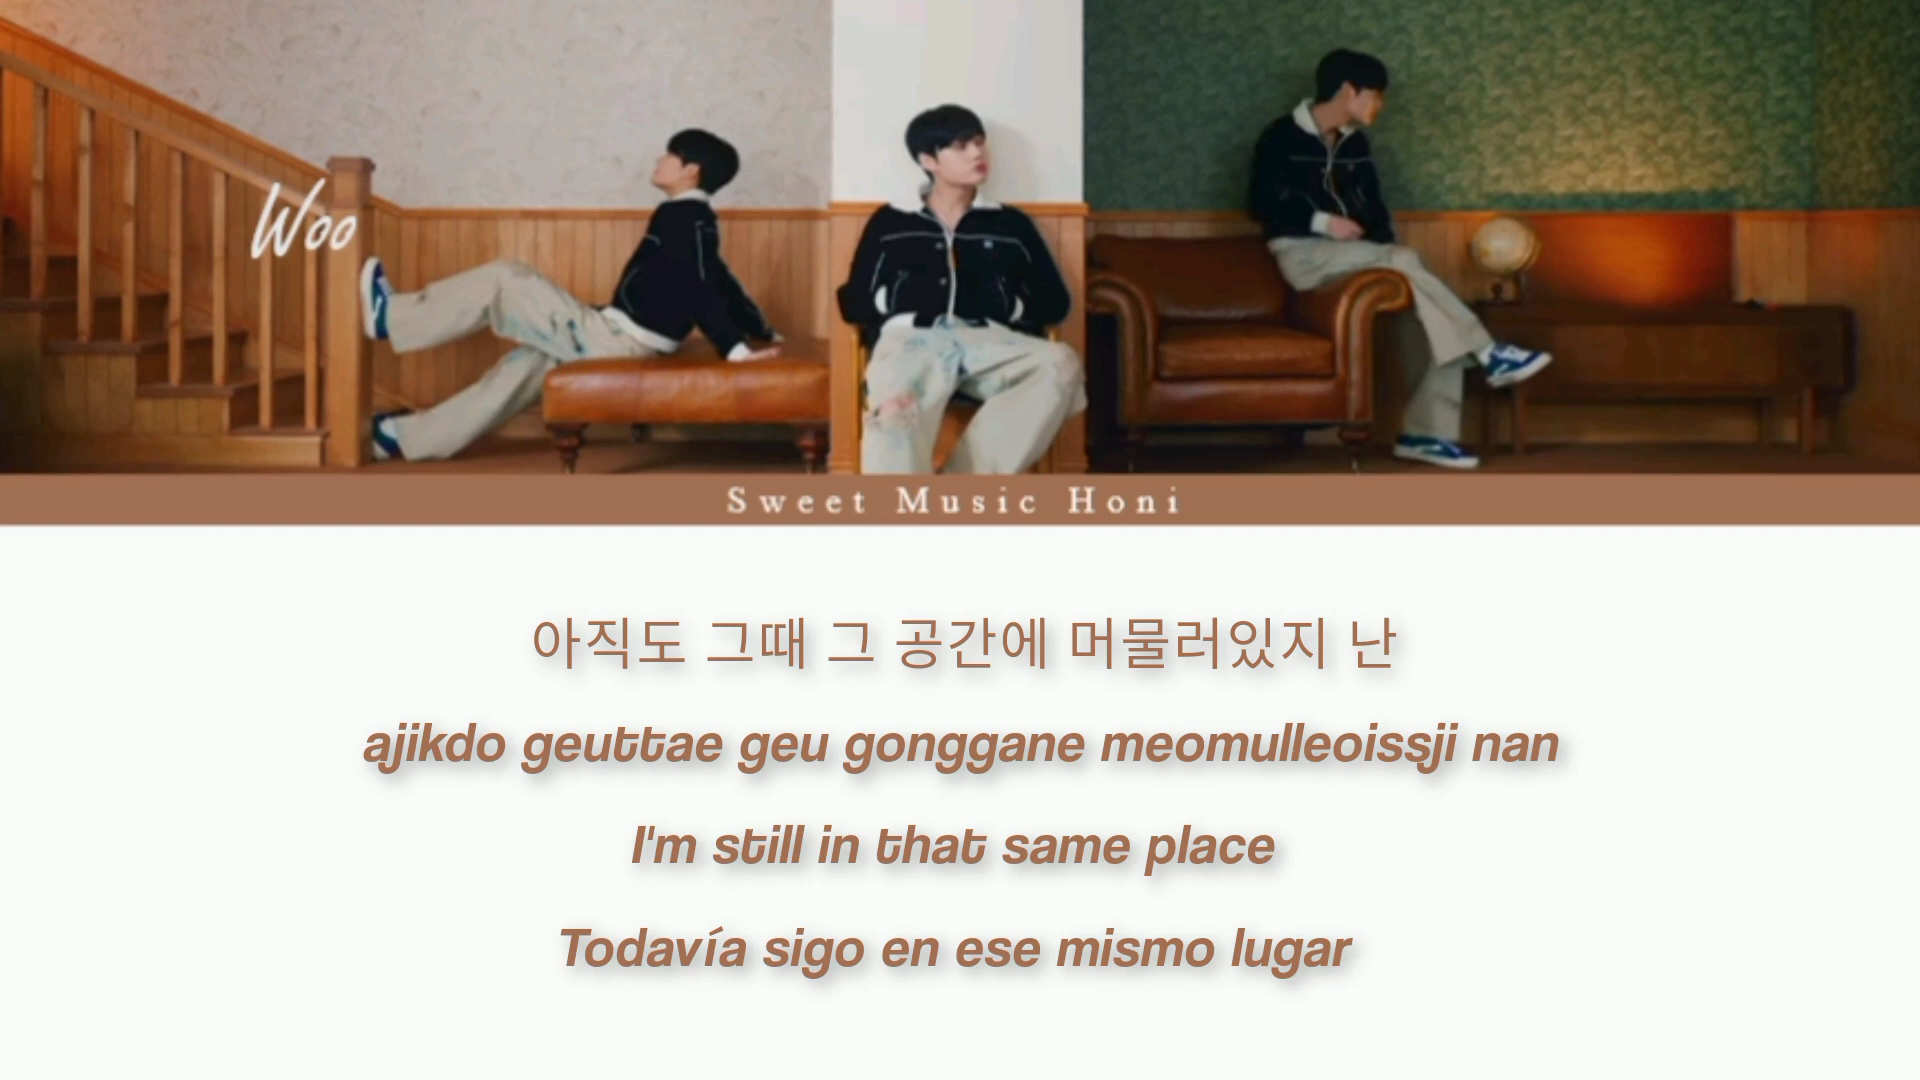 Woo
Sweet Music Honi
아직도 그때 그 공간에 머물러있지 난
ajikdo geuttae geu gonggane meomulleoissji nan
I'm still in that same place
Todavía sigo en ese mismo lugar